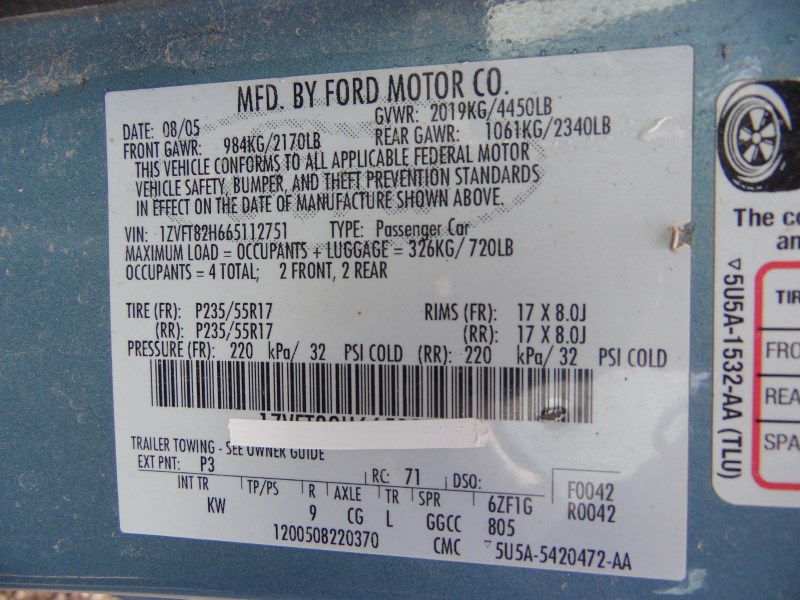 MFD. BY FORD MOTOR CO.
DATE: 08/05 GVWR: 2019KG/4450LB
FRONT GAWR: 984KG/2170LB REAR GAWR: 1061KG/2340LB
THIS VEHICLE CONFORMS TO ALL APPLICABLE FEDERAL MOTOR
VEHICLE SAFETY, BUMPER, AND THEFT PREVENTION STANDARDS
IN EFFECT ON THE DATE OF MANUFACTURE SHOWN ABOVE.
VIN: 1ZVFT82H665112751 TYPE: Passenger Car
MAXIMUM LOAD = OCCUPANTS + LUGGAGE = 326KG/ 720LB
OCCUPANTS = 4 TOTAL; 2 FRONT, 2 REAR
TIRE (FR): P235/55R17 RIMS (FR): 17 X 8.0J
(RR): P235/55R17 (RR): 17 X 8.0J
PRESSURE (FR): 220 kPa/ 32 PSI COLD (RR): 220 kPa/ 32 PSI COLD
TRAILER TOWING - SEE OWNER GUIDE
EXT PNT: P3 RC: 71 DSO:
INT TR TP/PS R AXLE TR SPR 6ZF1G F0042
KW 9 CG L GGCC 805 R0042
1200508220370 CMC ▽5U5A-5420472-AA
The co
an
TIR
FRO
REA
SPA
▽5U5A-1532-AA (TLU)